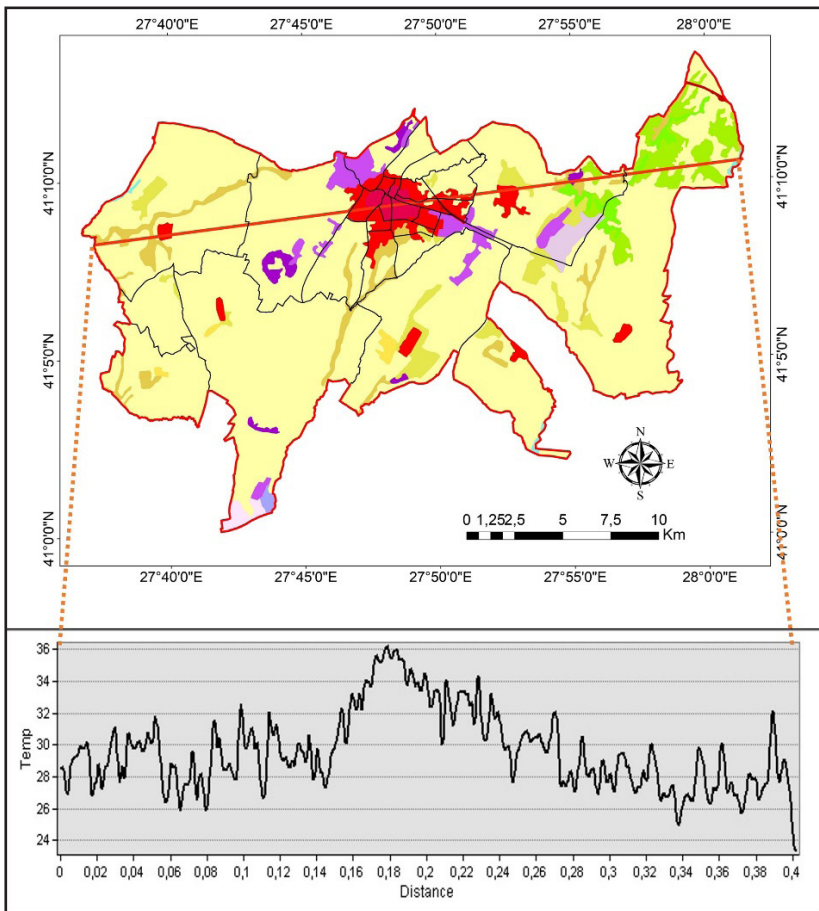 27°40'0"E 27°45'0"E 27°50'0"E 27°55'0"E 28°0'0"E
41°10'0"N 41°10'0"N
41°5'0"N 41°5'0"N
41°0'0"N 41°0'0"N
N
W E
S
0 1,252,5 5 7,5 10
Km
27°40'0"E 27°45'0"E 27°50'0"E 27°55'0"E 28°0'0"E
Temp
36
34
32
30
28
26
24
0 0,02 0,04 0,06 0,08 0,1 0,12 0,14 0,16 0,18 0,2 0,22 0,24 0,26 0,28 0,3 0,32 0,34 0,36 0,38 0,4
Distance